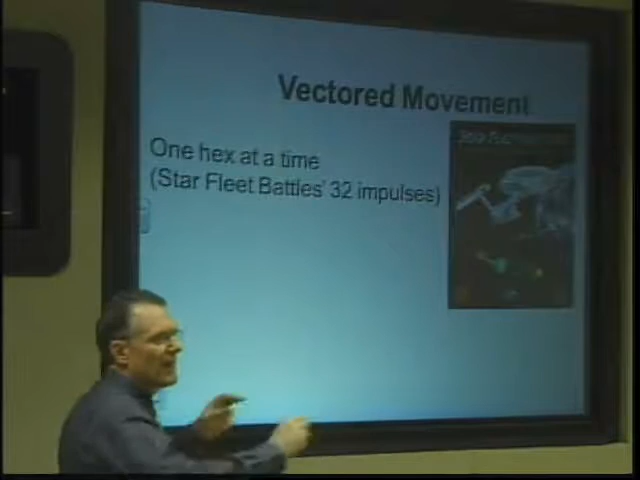 Vectored Movement
One hex at a time
(Star Fleet Battles' 32 impulses)